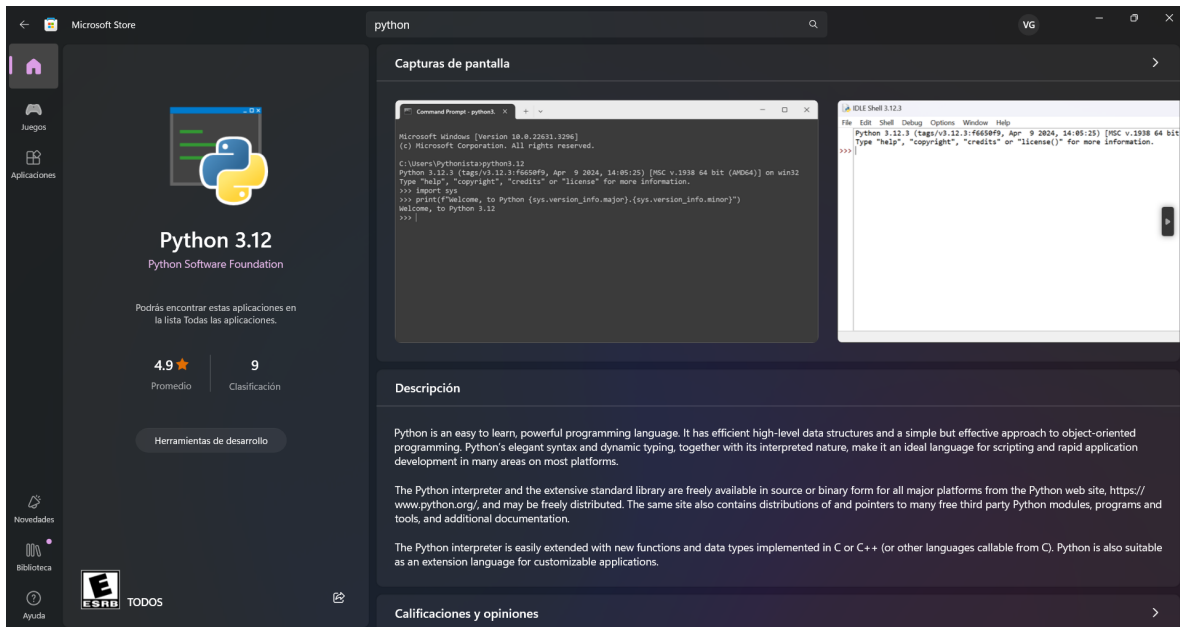 Microsoft Store
python
VG
Juegos
Aplicaciones
Novedades
Biblioteca
Ayuda
Python 3.12
Python Software Foundation
Podrás encontrar estas aplicaciones en
la lista Todas las aplicaciones.
4.9 9
Promedio Clasificación
Herramientas de desarrollo
E
ESRB
TODOS
Capturas de pantalla
Command Prompt - python3.
Microsoft Windows [Version 10.0.22631.3296]
(c) Microsoft Corporation. All rights reserved.
C:\Users\Pythonista>python3.12
Python 3.12.3 (tags/v3.12.3:f6650f9, Apr  9 2024, 14:05:25) [MSC v.1938 64 bit (AMD64)] on win32
Type "help", "copyright", "credits" or "license" for more information.
>>> import sys
>>> print(f"Welcome, to Python {sys.version_info.major}.{sys.version_info.minor}")
Welcome, to Python 3.12
>>>
IDLE Shell 3.12.3
File Edit Shell Debug Options Window Help
Python 3.12.3 (tags/v3.12.3:f6650f9, Apr  9 2024, 14:05:25) [MSC v.1938 64 bit
Type "help", "copyright", "credits" or "license()" for more information.
>>>
Descripción
Python is an easy to learn, powerful programming language. It has efficient high-level data structures and a simple but effective approach to object-oriented
programming. Python's elegant syntax and dynamic typing, together with its interpreted nature, make it an ideal language for scripting and rapid application
development in many areas on most platforms.
The Python interpreter and the extensive standard library are freely available in source or binary form for all major platforms from the Python web site, https://
www.python.org/, and may be freely distributed. The same site also contains distributions of and pointers to many free third party Python modules, programs and
tools, and additional documentation.
The Python interpreter is easily extended with new functions and data types implemented in C or C++ (or other languages callable from C). Python is also suitable
as an extension language for customizable applications.
Calificaciones y opiniones